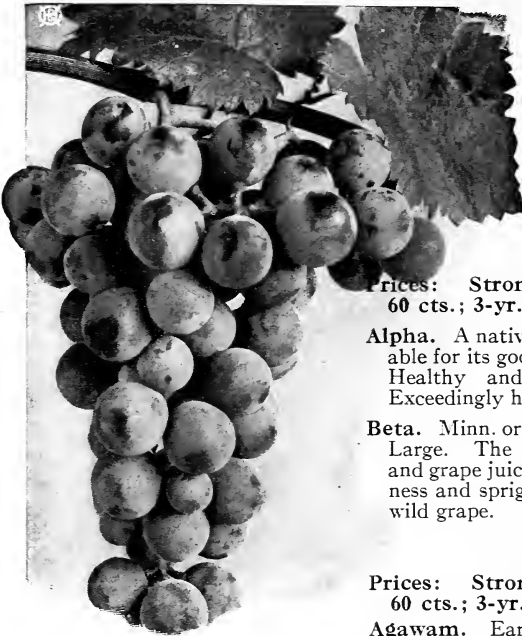 Prices: Stron
60 cts.; 3-yr.
Alpha. A nativ
able for its goo
Healthy and
Exceedingly h
Beta. Minn. or
Large. The
and grape juic
ness and sprig
wild grape.
Prices: Stron
60 cts.; 3-yr.
Agawam. Ear